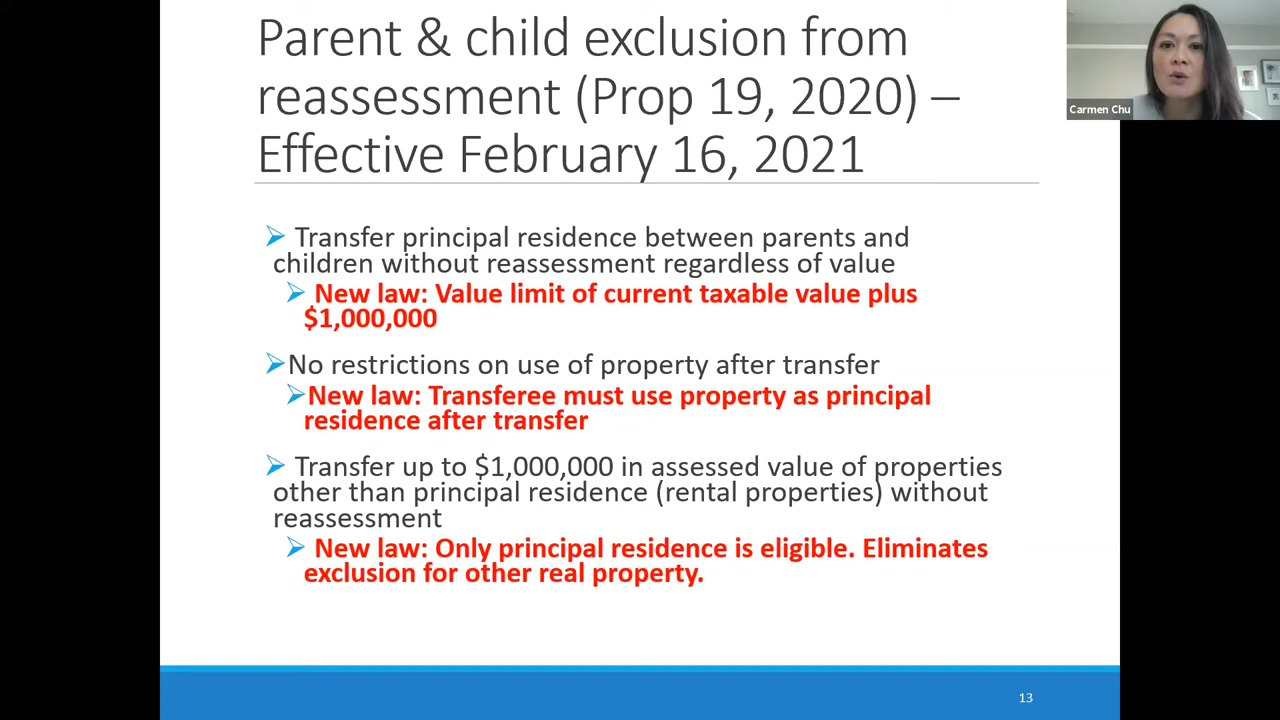 Parent & child exclusion from
reassessment (Prop 19, 2020) –
Effective February 16, 2021
Carmen Chu
Transfer principal residence between parents and
children without reassessment regardless of value
New law: Value limit of current taxable value plus
$1,000,000
No restrictions on use of property after transfer
New law: Transferee must use property as principal
residence after transfer
Transfer up to $1,000,000 in assessed value of properties
other than principal residence (rental properties) without
reassessment
New law: Only principal residence is eligible. Eliminates
exclusion for other real property.
13